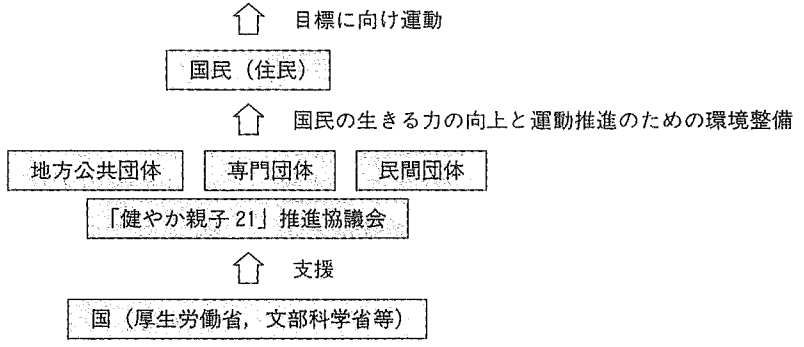 目標に向け運動
国民（住民）
国民の生きる力の向上と運動推進のための環境整備
地方公共団体 専門団体 民間団体
「健やか親子21」推進協議会
支援
国（厚生労働省，文部科学省等）